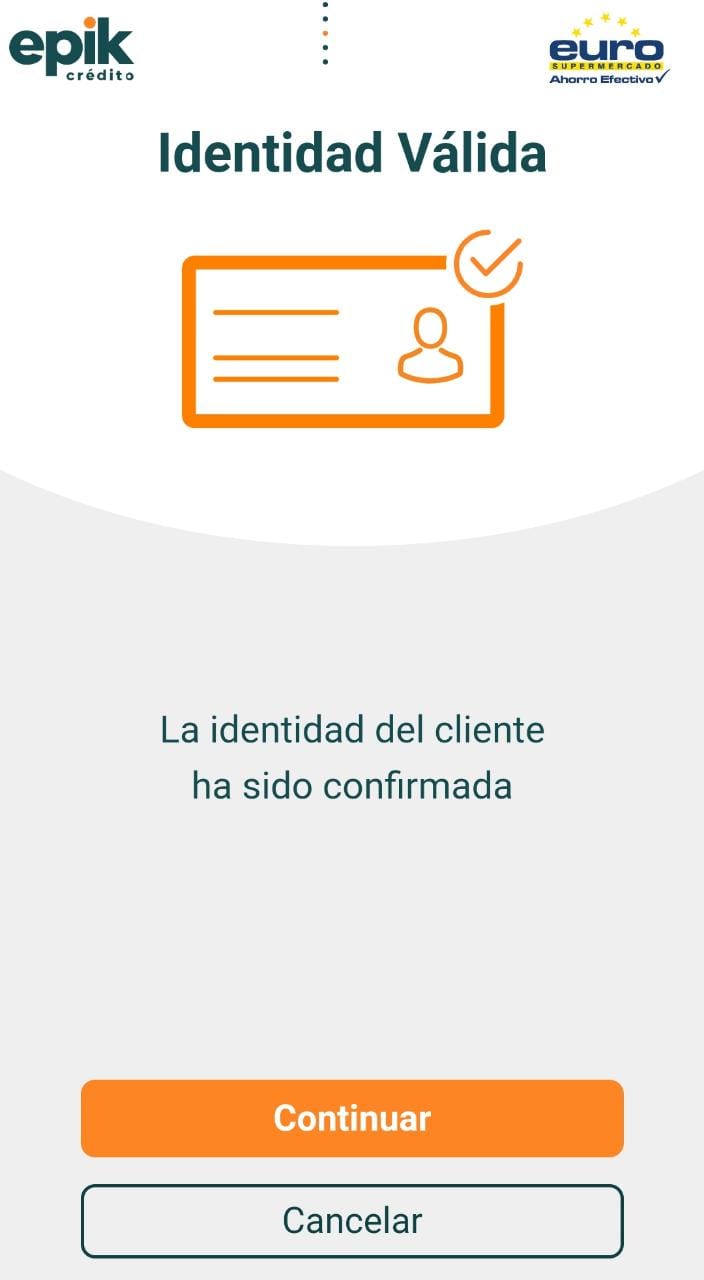 epik
crédito
euro
SUPERMERCADO
Ahorro Efectivo
Identidad Válida
La identidad del cliente
ha sido confirmada
Continuar
Cancelar